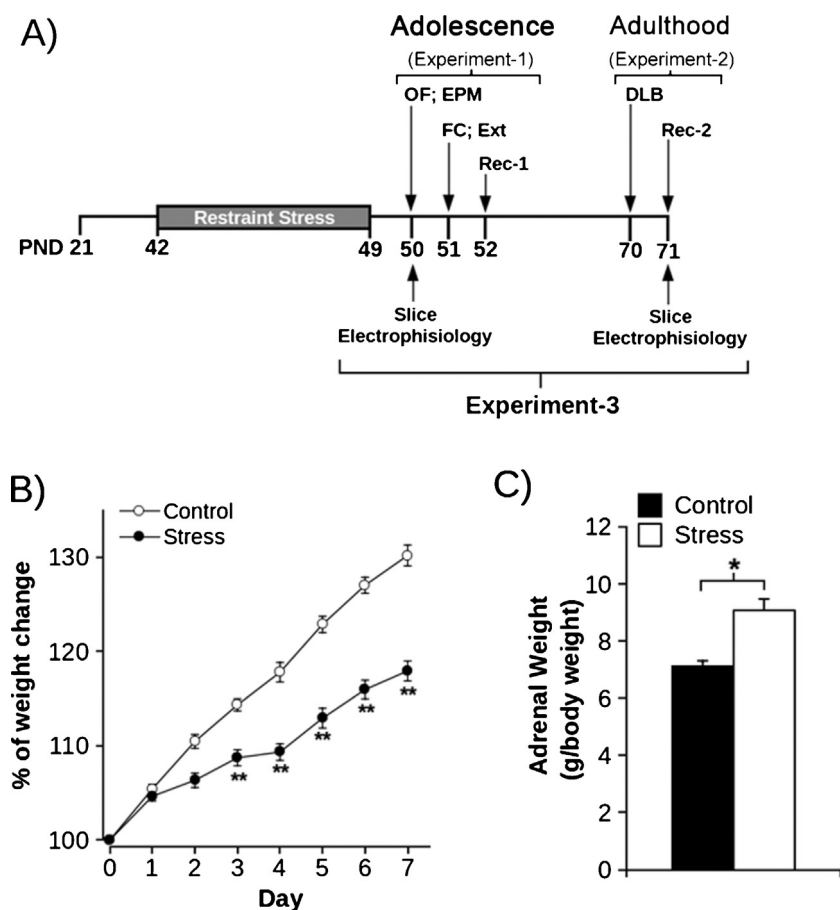 A)
Adolescence
(Experiment-1)
Adulthood
(Experiment-2)
OF; EPM
DLB
FC; Ext
Rec-2
Rec-1
Restraint Stress
PND 21
42
49
50
51
52
70
71
Slice
Electrophisiology
Slice
Electrophisiology
Experiment-3
B)
Control
Stress
% of weight change
130
120
110
100
** ** ** ** **
0 1 2 3 4 5 6 7
Day
C)
Control
Stress
Adrenal Weight
(g/body weight)
12
10
8
6
4
2
0
*